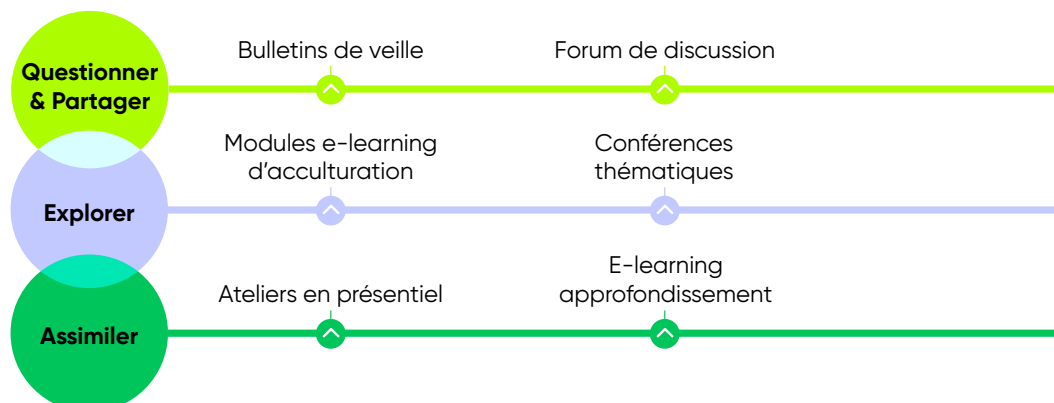 Questionner
& Partager
Bulletins de veille
Forum de discussion
Explorer
Modules e-learning
d’acculturation
Conférences
thématiques
Assimiler
Ateliers en présentiel
E-learning
approfondissement